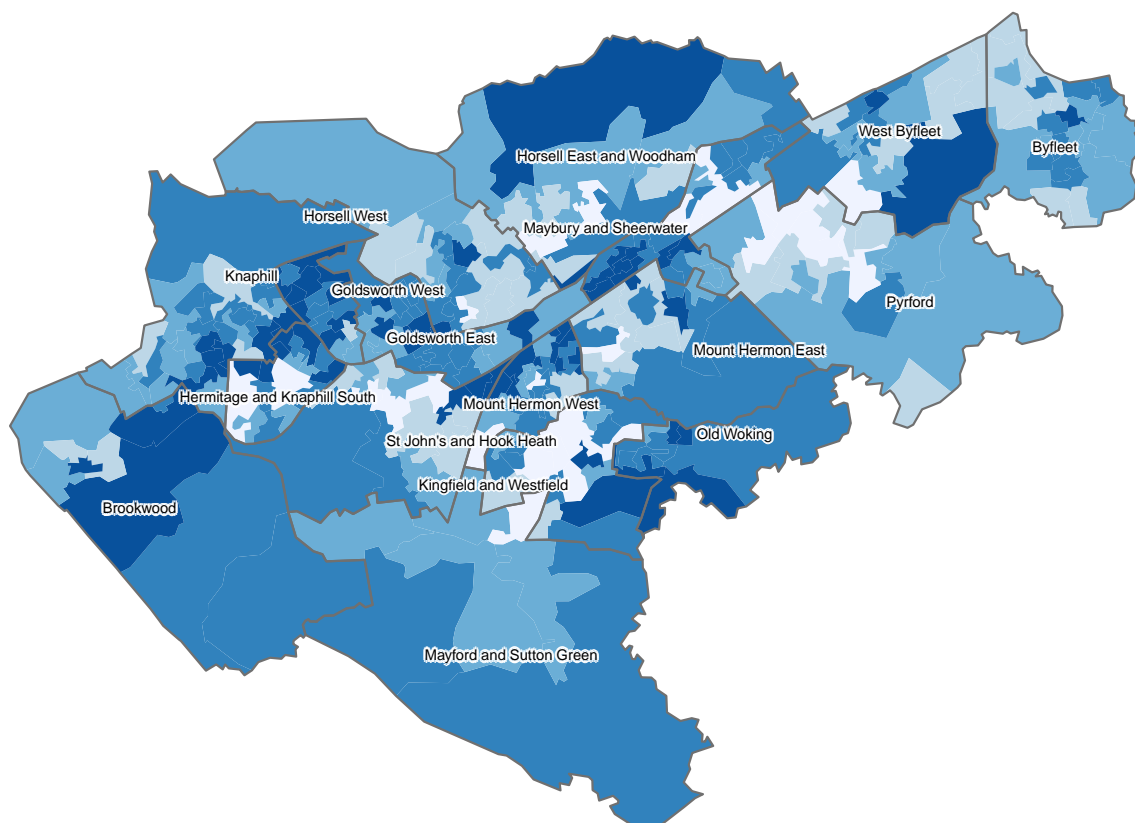 West Byfleet
Byfleet
Horsell East and Woodham
Horsell West
Maybury and Sheerwater
Knaphill
Goldsworth West
Pyrford
Goldsworth East
Mount Hermon East
Hermitage and Knaphill South
Mount Hermon West
Old Woking
St John's and Hook Heath
Kingfield and Westfield
Brookwood
Mayford and Sutton Green